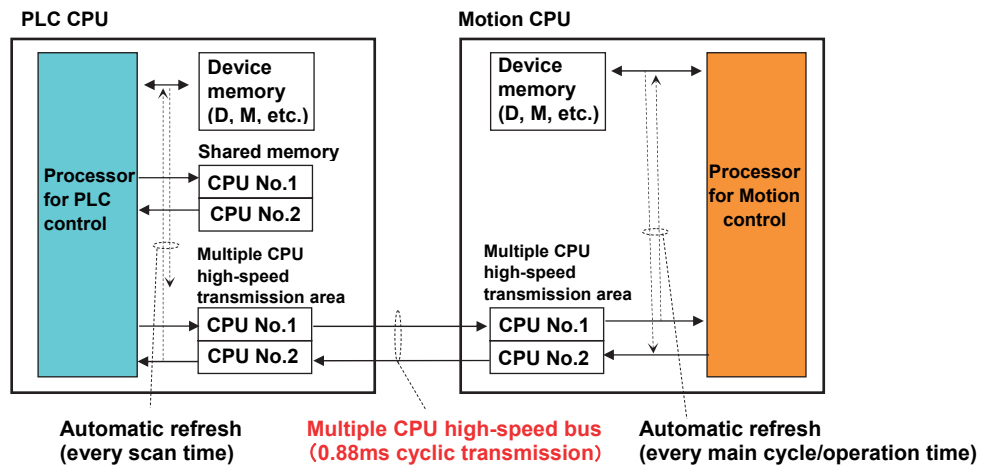 PLC CPU
Processor
for PLC
control
Device
memory
(D, M, etc.)
Shared memory
CPU No.1
CPU No.2
Multiple CPU
high-speed
transmission area
CPU No.1
CPU No.2
Motion CPU
Device
memory
(D, M, etc.)
Multiple CPU
high-speed
transmission area
CPU No.1
CPU No.2
Processor
for Motion
control
Automatic refresh
(every scan time)
Multiple CPU high-speed bus
（0.88ms cyclic transmission）
Automatic refresh
(every main cycle/operation time)